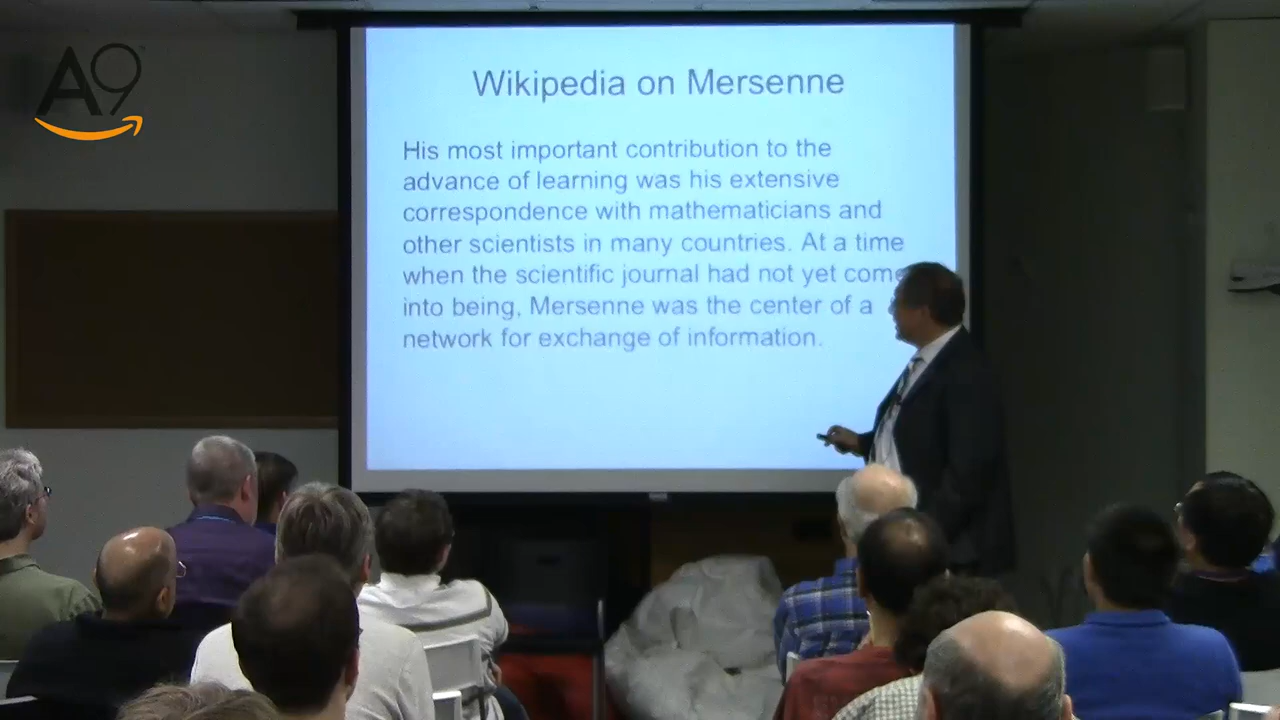 A9
Wikipedia on Mersenne
His most important contribution to the
advance of learning was his extensive
correspondence with mathematicians and
other scientists in many countries. At a time
when the scientific journal had not yet come
into being, Mersenne was the center of a
network for exchange of information.